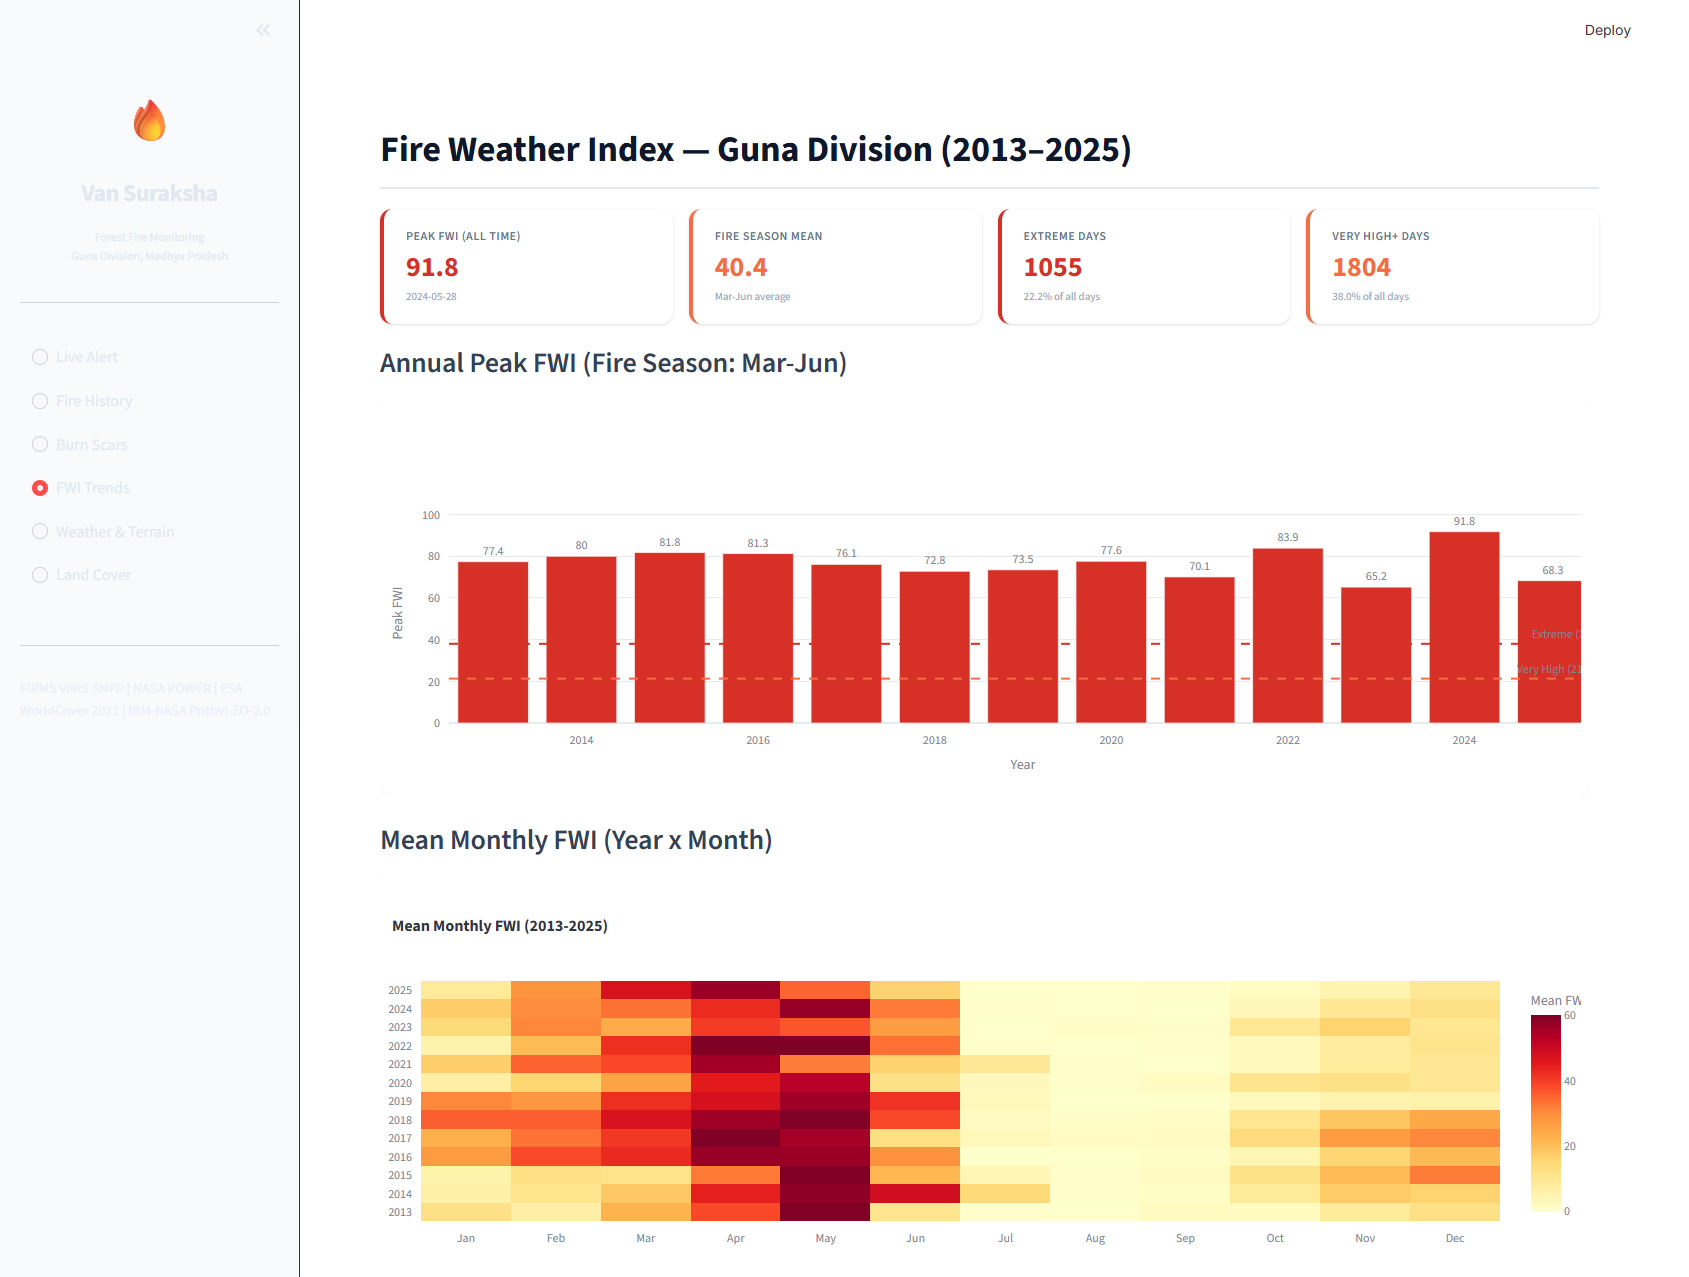 Deploy
Van Suraksha
Forest Fire Monitoring
Guna Division, Madhya Pradesh
Live Alert
Fire History
Burn Scars
FWI Trends
Weather & Terrain
Land Cover
FIRMS VIIRS SNPP | NASA POWER | ESA
WorldCover 2021 | IBM-NASA Prithvi-EO-2.0
Fire Weather Index — Guna Division (2013–2025)
PEAK FWI (ALL TIME)
91.8
2024-05-28
FIRE SEASON MEAN
40.4
Mar-Jun average
EXTREME DAYS
1055
22.2% of all days
VERY HIGH+ DAYS
1804
38.0% of all days
Annual Peak FWI (Fire Season: Mar-Jun)
Peak FWI
100
80
60
40
20
0
77.4
80
81.8
81.3
76.1
72.8
73.5
77.6
70.1
83.9
65.2
91.8
68.3
Extreme (
Very High (21
2014
2016
2018
2020
2022
2024
Year
Mean Monthly FWI (Year x Month)
Mean Monthly FWI (2013-2025)
2025
2024
2023
2022
2021
2020
2019
2018
2017
2016
2015
2014
2013
Jan
Feb
Mar
Apr
May
Jun
Jul
Aug
Sep
Oct
Nov
Dec
Mean FW
60
40
20
0